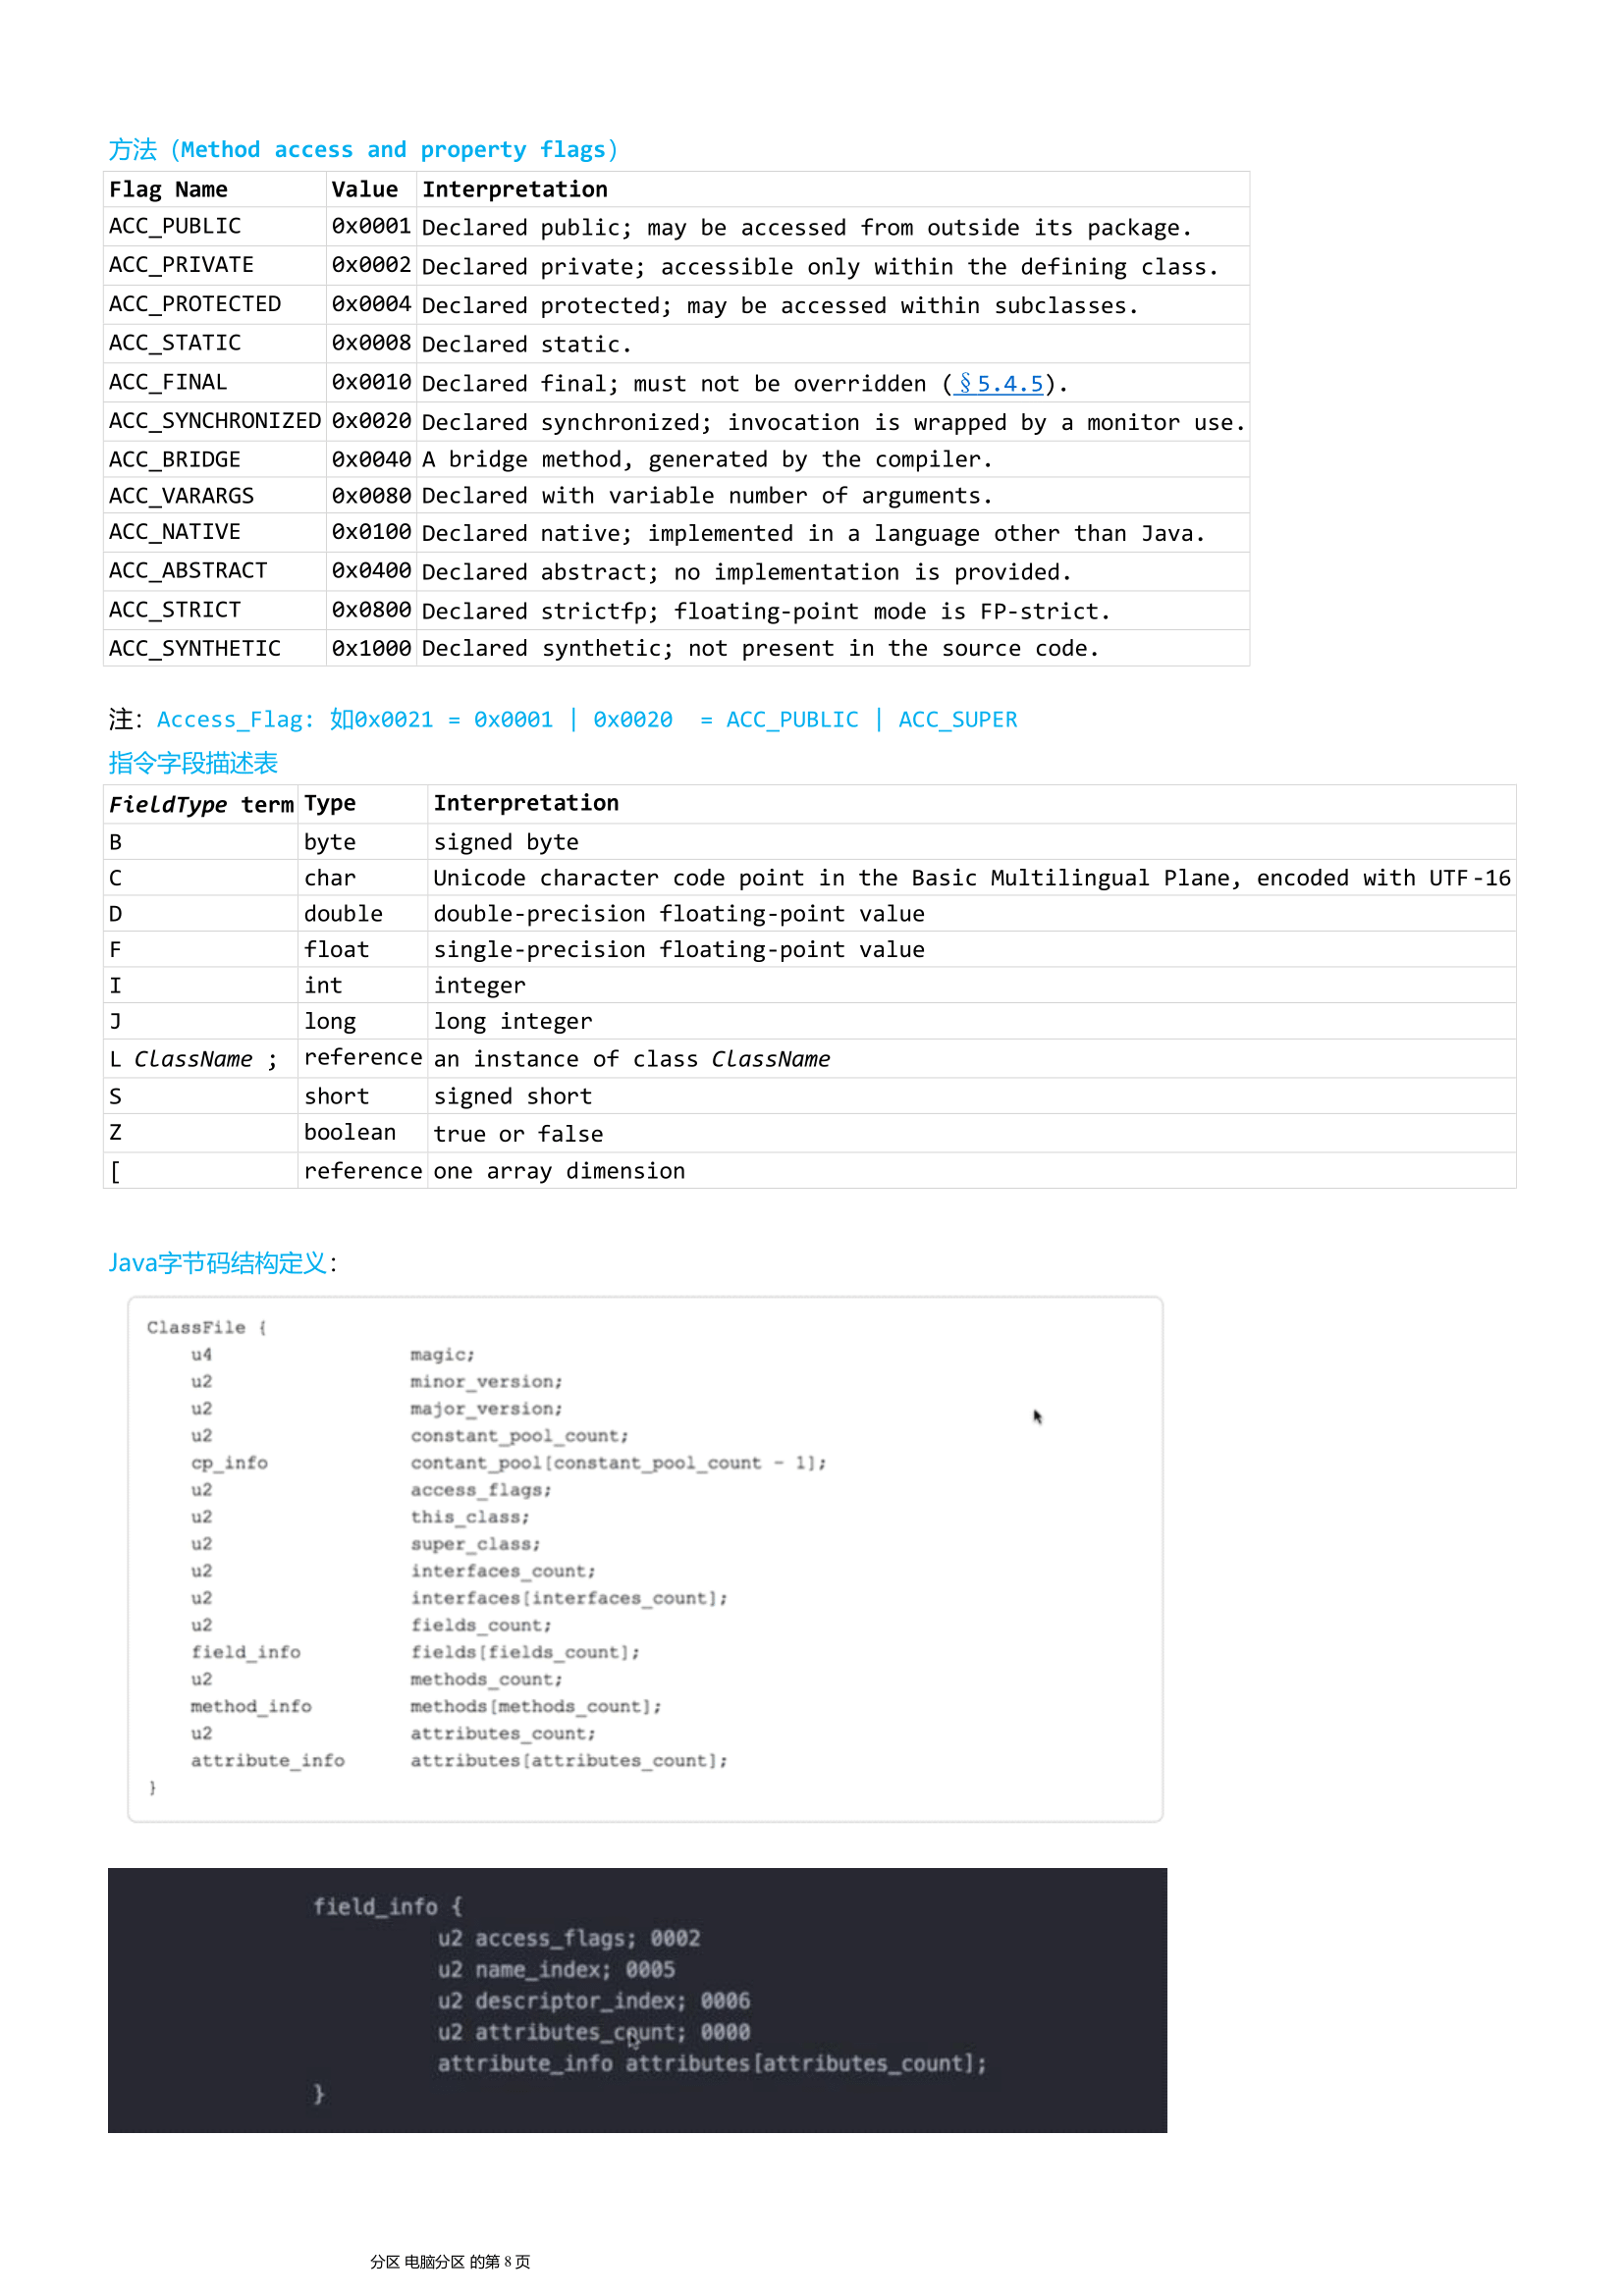 方法（Method access and property flags）
Flag Name Value Interpretation
ACC_PUBLIC 0x0001 Declared public; may be accessed from outside its package.
ACC_PRIVATE 0x0002 Declared private; accessible only within the defining class.
ACC_PROTECTED 0x0004 Declared protected; may be accessed within subclasses.
ACC_STATIC 0x0008 Declared static.
ACC_FINAL 0x0010 Declared final; must not be overridden (§5.4.5).
ACC_SYNCHRONIZED 0x0020 Declared synchronized; invocation is wrapped by a monitor use.
ACC_BRIDGE 0x0040 A bridge method, generated by the compiler.
ACC_VARARGS 0x0080 Declared with variable number of arguments.
ACC_NATIVE 0x0100 Declared native; implemented in a language other than Java.
ACC_ABSTRACT 0x0400 Declared abstract; no implementation is provided.
ACC_STRICT 0x0800 Declared strictfp; floating-point mode is FP-strict.
ACC_SYNTHETIC 0x1000 Declared synthetic; not present in the source code.
注：Access_Flag: 如0x0021 = 0x0001 | 0x0020 = ACC_PUBLIC | ACC_SUPER
指令字段描述表
FieldType term Type Interpretation
B byte signed byte
C char Unicode character code point in the Basic Multilingual Plane, encoded with UTF-16
D double double-precision floating-point value
F float single-precision floating-point value
I int integer
J long long integer
L ClassName ; reference an instance of class ClassName
S short signed short
Z boolean true or false
[ reference one array dimension
Java字节码结构定义：
ClassFile {
u4 magic;
u2 minor_version;
u2 major_version;
u2 constant_pool_count;
cp_info contant_pool[constant_pool_count - 1];
u2 access_flags;
u2 this_class;
u2 super_class;
u2 interfaces_count;
u2 interfaces[interfaces_count];
u2 fields_count;
field_info fields[fields_count];
u2 methods_count;
method_info methods[methods_count];
u2 attributes_count;
attribute_info attributes[attributes_count];
}
field_info {
u2 access_flags; 0002
u2 name_index; 0005
u2 descriptor_index; 0006
u2 attributes_count; 0000
attribute_info attributes[attributes_count];
}
分区 电脑分区 的第 8 页